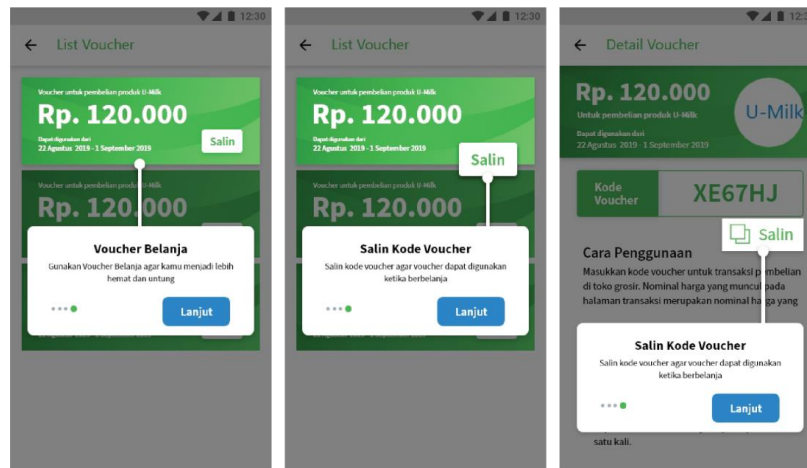 12:30
List Voucher
Voucher untuk pembelian produk U-Milk
Rp. 120.000
Dapat digunakan dari
22 Agustus 2019 - 1 September 2019
Salin
Voucher untuk pembelian produk U-Milk
Rp. 120.000
Voucher Belanja
Gunakan Voucher Belanja agar kamu menjadi lebih
hemat dan untung
Lanjut
12:30
List Voucher
Voucher untuk pembelian produk U-Milk
Rp. 120.000
Dapat digunakan dari
22 Agustus 2019 - 1 September 2019
Salin
Voucher untuk pembelian produk U-Milk
Rp. 120.000
Salin Kode Voucher
Salin kode voucher agar voucher dapat digunakan
ketika berbelanja
Lanjut
Detail Voucher
Rp. 120.000
Untuk pembelian produk U-Milk
Dapat digunakan dari
22 Agustus 2019 - 1 September 2019
U-Milk
Kode
Voucher
XE67HJ
Salin
Cara Penggunaan
Masukkan kode voucher untuk transaksi pembelian
di toko grosir. Nominal harga yang muncul pada
halaman transaksi merupakan nominal harga yang
Salin Kode Voucher
Salin kode voucher agar voucher dapat digunakan
ketika berbelanja
Lanjut
satu kali.